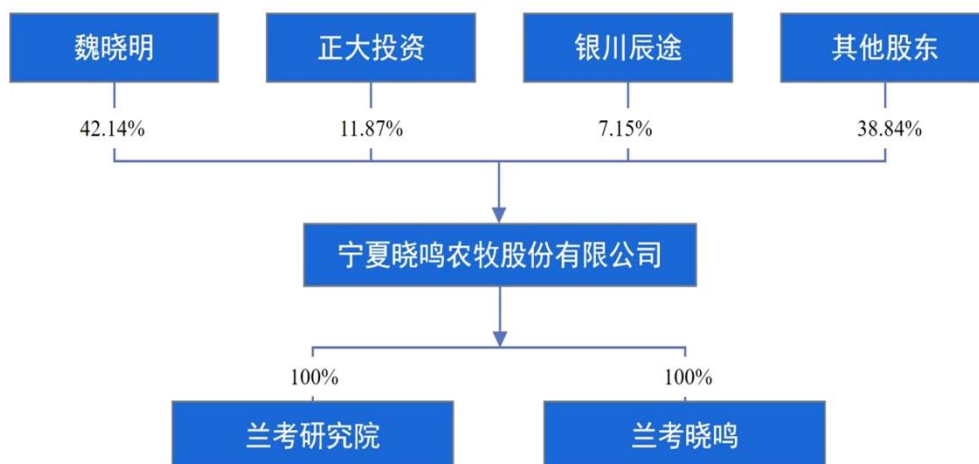 魏晓明
正大投资
银川辰途
其他股东
42.14%
11.87%
7.15%
38.84%
宁夏晓鸣农牧股份有限公司
100%
100%
兰考研究院
兰考晓鸣